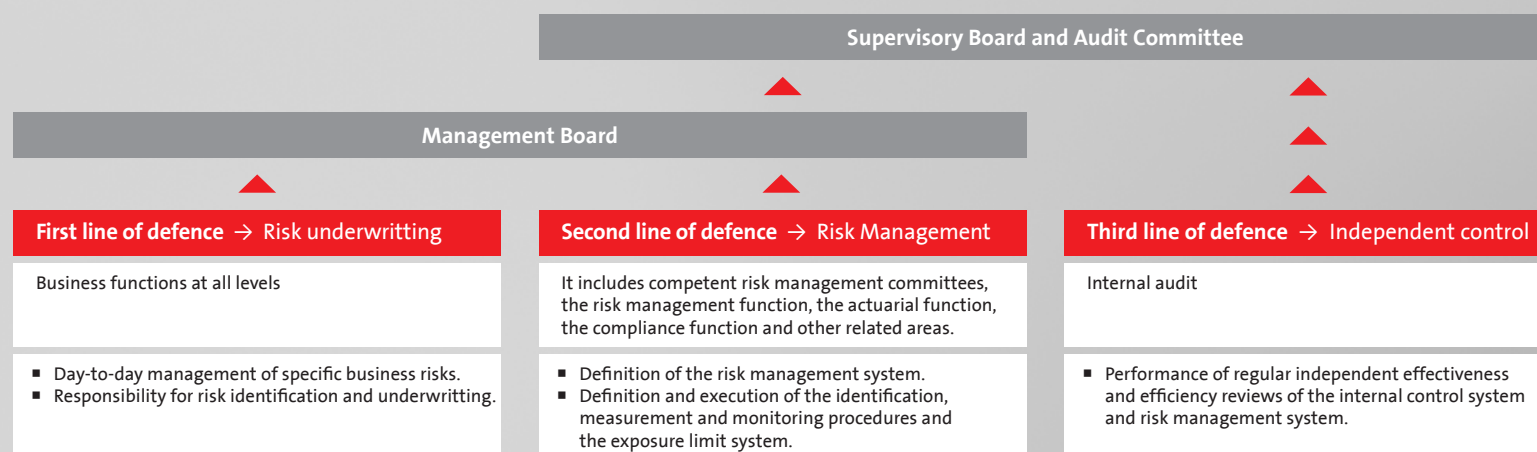 Supervisory Board and Audit Committee
Management Board
First line of defence → Risk underwritting
Business functions at all levels
▪ Day-to-day management of specific business risks.
▪ Responsibility for risk identification and underwritting.
Second line of defence → Risk Management
It includes competent risk management committees,
the risk management function, the actuarial function,
the compliance function and other related areas.
▪ Definition of the risk management system.
▪ Definition and execution of the identification,
measurement and monitoring procedures and
the exposure limit system.
Third line of defence → Independent control
Internal audit
▪ Performance of regular independent effectiveness
and efficiency reviews of the internal control system
and risk management system.